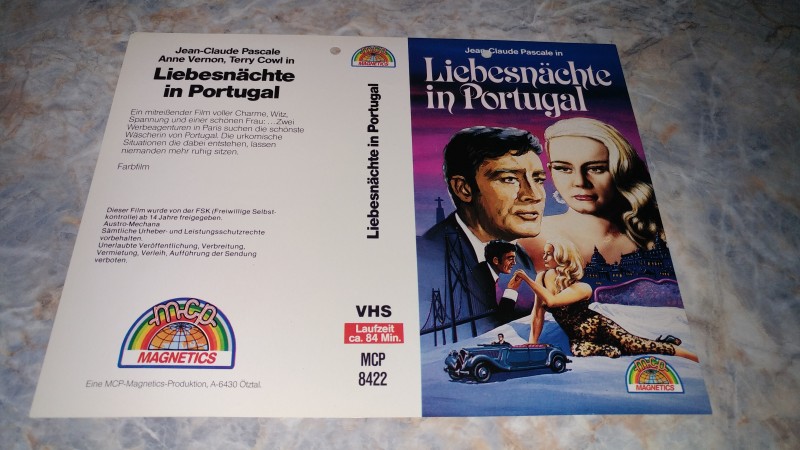 Jean-Claude Pascale
Anne Vernon, Terry Cowl in
Liebesnächte
in Portugal
Ein mitreißender Film voller Charme, Witz,
Spannung und einer schönen Frau: ...Zwei
Werbeagenturen in Paris suchen die schönste
Wäscherin von Portugal. Die urkomische
Situationen die dabei entstehen, lassen
niemanden mehr ruhig sitzen.
Farbfilm
Dieser Film wurde von der FSK (Freiwillige Selbst-
kontrolle) ab 14 Jahre freigegeben.
Austro-Mechana
Sämtliche Urheber- und Leistungsschutzrechte
vorbehalten.
Unerlaubte Veröffentlichung, Verbreitung,
Vermietung, Verleih, Aufführung der Sendung
verboten.
m.c.p.
MAGNETICS
Eine MCP-Magnetics-Produktion, A-6430 Ötztal.
m.c.p.
MAGNETICS
Liebesnächte in Portugal
VHS
Laufzeit
ca. 84 Min.
MCP
8422
Jean-Claude Pascale in
Liebesnächte
in Portugal
m.c.p.
MAGNETICS